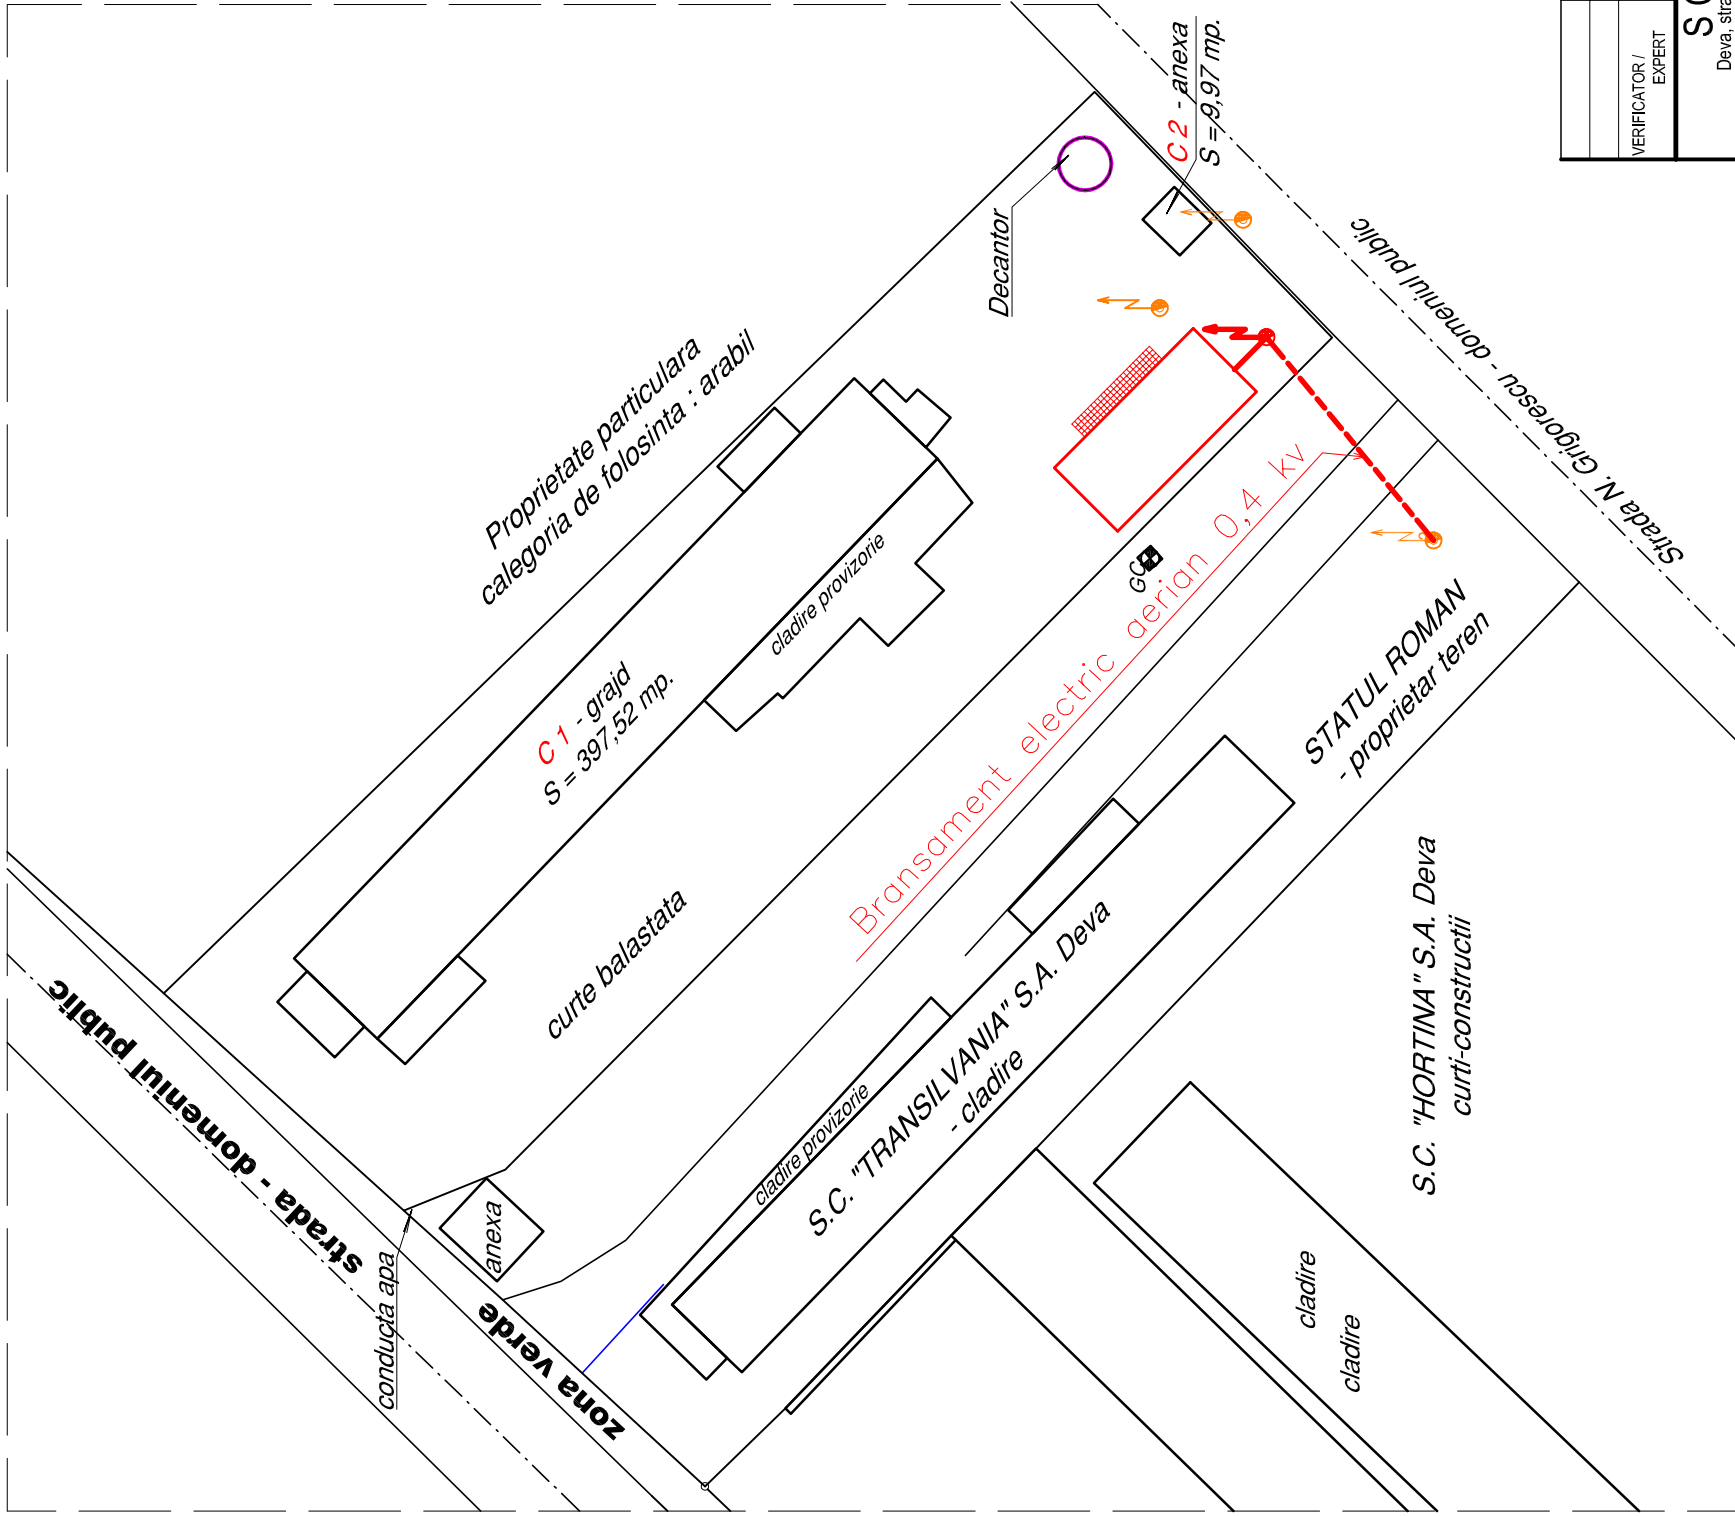 C 2 - anexa
S = 9,97 mp.
VERIFICATOR /
EXPERT
Deva, stra
Decantor
Strada N. Grigorescu - domeniul public
Proprietate particulara
calegoria de folosinta : arabil
cladire provizorie
C 1 - grajd
S = 397,52 mp.
Bransament electric aerian 0,4 kv
STATUL ROMAN
- proprietar teren
curte balastata
strada - domeniul public
conducta apa
anexa
zona verde
cladire provizorie
S.C. "TRANSILVANIA" S.A. Deva
- cladire
S.C. "HORTINA" S.A. Deva
curti-constructii
cladire
cladire